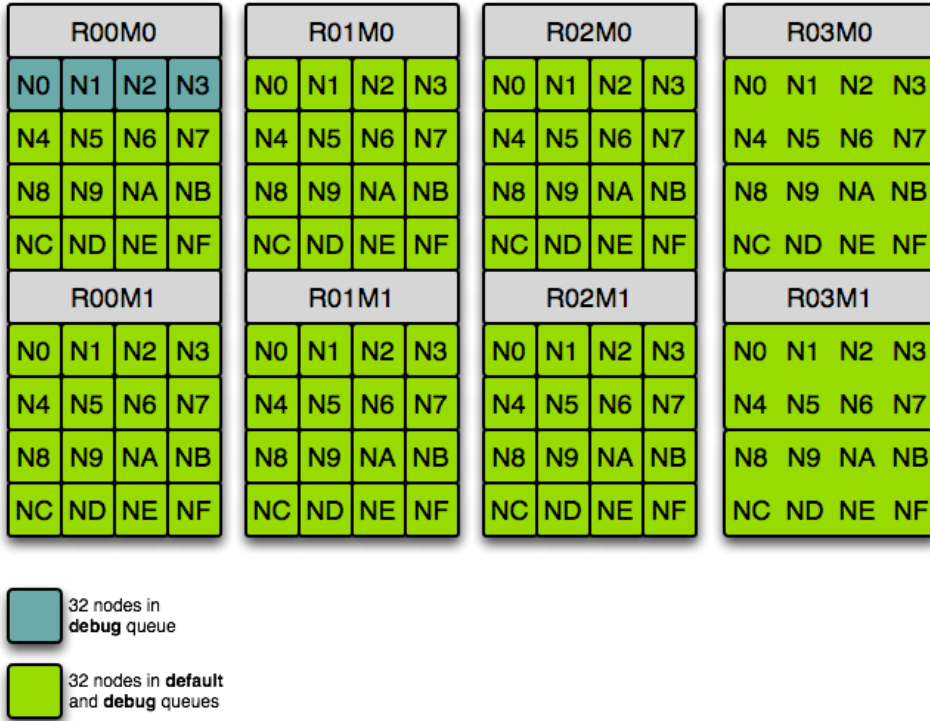 R00M0 R01M0 R02M0 R03M0
N0 N1 N2 N3 N0 N1 N2 N3 N0 N1 N2 N3 N0 N1 N2 N3
N4 N5 N6 N7 N4 N5 N6 N7 N4 N5 N6 N7 N4 N5 N6 N7
N8 N9 NA NB N8 N9 NA NB N8 N9 NA NB N8 N9 NA NB
NC ND NE NF NC ND NE NF NC ND NE NF NC ND NE NF
R00M1 R01M1 R02M1 R03M1
N0 N1 N2 N3 N0 N1 N2 N3 N0 N1 N2 N3 N0 N1 N2 N3
N4 N5 N6 N7 N4 N5 N6 N7 N4 N5 N6 N7 N4 N5 N6 N7
N8 N9 NA NB N8 N9 NA NB N8 N9 NA NB N8 N9 NA NB
NC ND NE NF NC ND NE NF NC ND NE NF NC ND NE NF
32 nodes in
debug queue
32 nodes in default
and debug queues